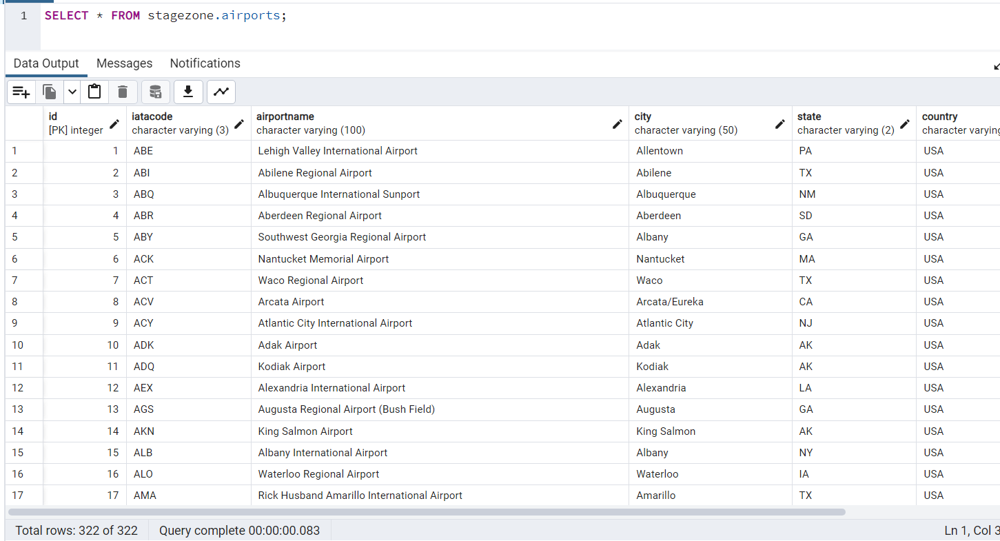 1 SELECT * FROM stagezone.airports;
Data Output Messages Notifications
id iatacode airportname city state country
[PK] integer character varying (3) character varying (100) character varying (50) character varying (2) character varying
1 1 ABE Lehigh Valley International Airport Allentown PA USA
2 2 ABI Abilene Regional Airport Abilene TX USA
3 3 ABQ Albuquerque International Sunport Albuquerque NM USA
4 4 ABR Aberdeen Regional Airport Aberdeen SD USA
5 5 ABY Southwest Georgia Regional Airport Albany GA USA
6 6 ACK Nantucket Memorial Airport Nantucket MA USA
7 7 ACT Waco Regional Airport Waco TX USA
8 8 ACV Arcata Airport Arcata/Eureka CA USA
9 9 ACY Atlantic City International Airport Atlantic City NJ USA
10 10 ADK Adak Airport Adak AK USA
11 11 ADQ Kodiak Airport Kodiak AK USA
12 12 AEX Alexandria International Airport Alexandria LA USA
13 13 AGS Augusta Regional Airport (Bush Field) Augusta GA USA
14 14 AKN King Salmon Airport King Salmon AK USA
15 15 ALB Albany International Airport Albany NY USA
16 16 ALO Waterloo Regional Airport Waterloo IA USA
17 17 AMA Rick Husband Amarillo International Airport Amarillo TX USA
Total rows: 322 of 322 Query complete 00:00:00.083 Ln 1, Col 3